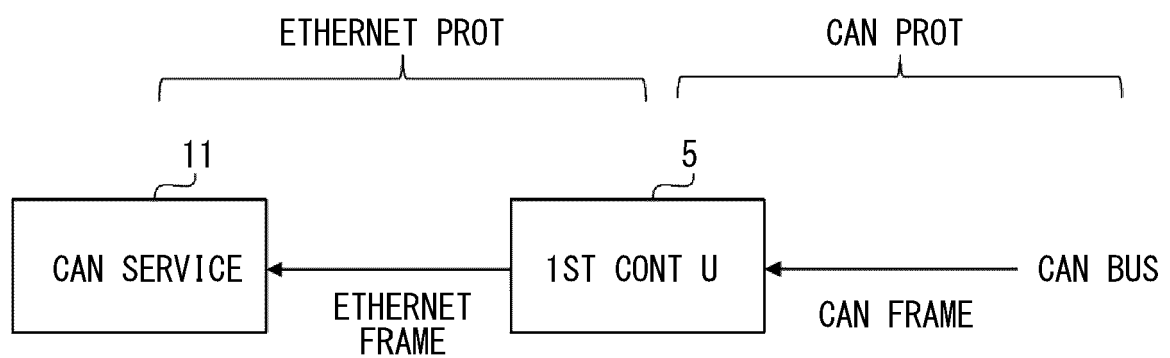 ETHERNET PROT
CAN PROT
11
5
CAN SERVICE
1ST CONT U
CAN BUS
ETHERNET
FRAME
CAN FRAME